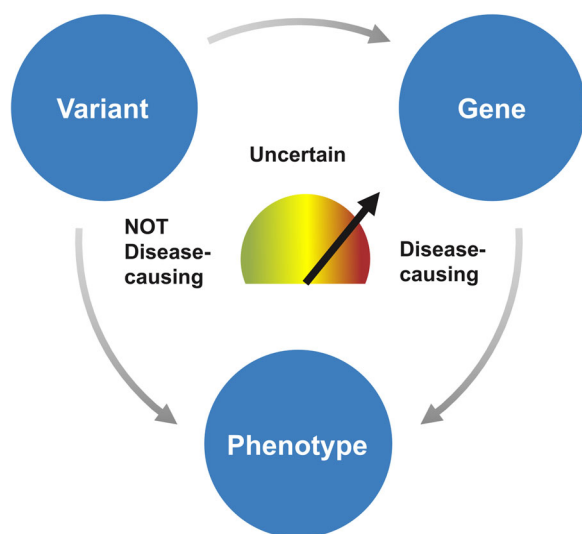 Variant
Gene
Uncertain
NOT
Disease-
causing
Disease-
causing
Phenotype